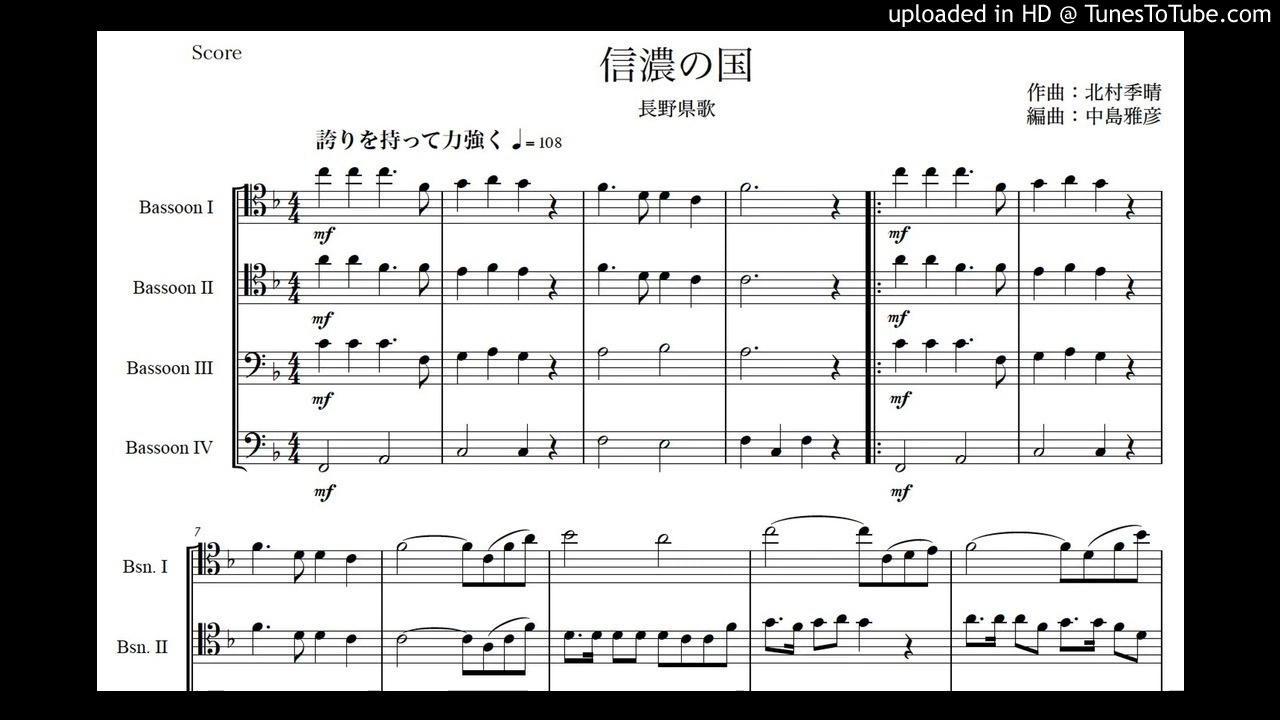 uploaded in HD @ TunesToTube.com
Score
信濃の国
長野県歌
作曲：北村季晴
編曲：中島雅彦
誇りを持って力強く ♩= 108
Bassoon I
mf
mf
Bassoon II
mf
mf
Bassoon III
mf
mf
Bassoon IV
mf
mf
7
Bsn. I
Bsn. II